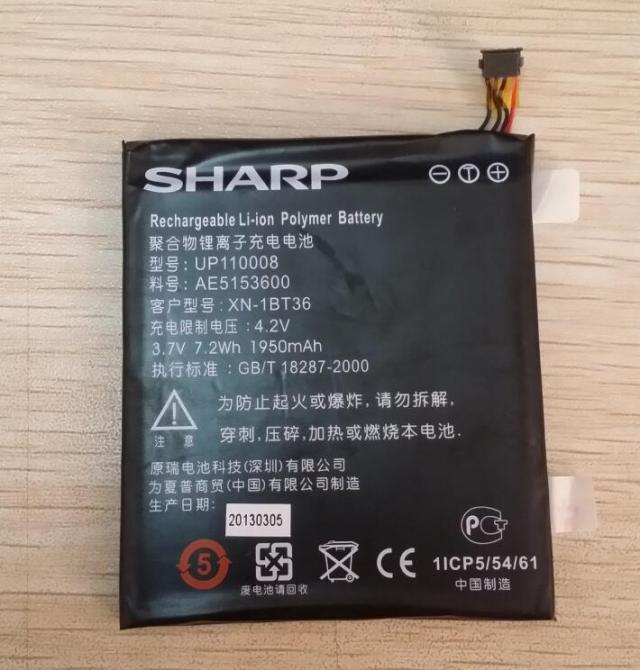 SHARP
− T +
Rechargeable Li-ion Polymer Battery
聚合物锂离子充电电池
型号: UP110008
料号: AE5153600
客户型号: XN-1BT36
充电限制电压: 4.2V
3.7V 7.2Wh 1950mAh
执行标准: GB/T 18287-2000
为防止起火或爆炸, 请勿拆解,
注 意 穿刺, 压碎, 加热或燃烧本电池.
原瑞电池科技(深圳)有限公司
为夏普商贸(中国)有限公司制造
生产日期: 20130305
5
废电池请回收
CE
PCT
1ICP5/54/61
中国制造